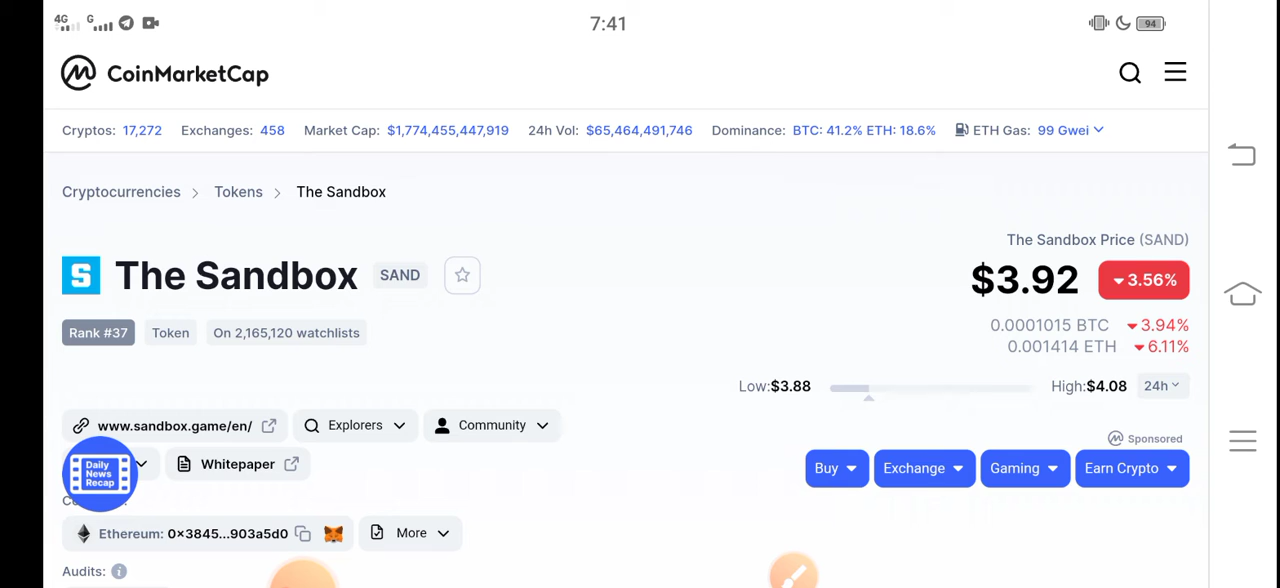 4G G 7:41 94
CoinMarketCap
Cryptos: 17,272 Exchanges: 458 Market Cap: $1,774,455,447,919 24h Vol: $65,464,491,746 Dominance: BTC: 41.2% ETH: 18.6% ETH Gas: 99 Gwei
Cryptocurrencies > Tokens > The Sandbox
The Sandbox Price (SAND)
S The Sandbox SAND $3.92 3.56%
Rank #37 Token On 2,165,120 watchlists 0.0001015 BTC 3.94%
0.001414 ETH 6.11%
Low:$3.88 High:$4.08 24h
www.sandbox.game/en/ Explorers Community
Sponsored
Daily
News
Recap
Whitepaper Buy Exchange Gaming Earn Crypto
Ethereum: 0x3845...903a5d0 More
Audits: i